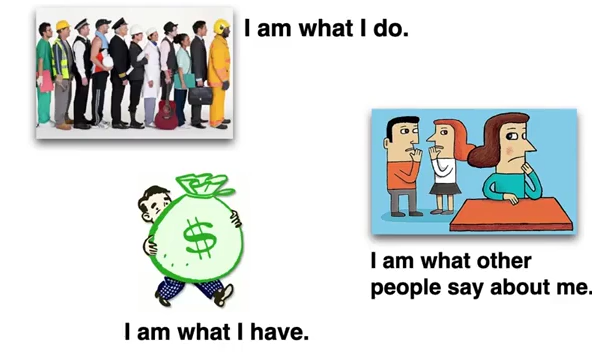 I am what I do.
I am what other
people say about me.
$
I am what I have.